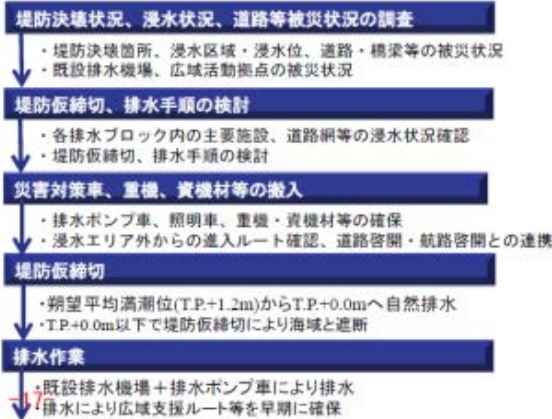 堤防決壊状況、浸水状況、道路等被災状況の調査
・堤防決壊箇所、浸水区域・浸水位、道路・橋梁等の被災状況
・既設排水機場、広域活動拠点の被災状況
堤防仮締切、排水手順の検討
・各排水ブロック内の主要施設、道路網等の浸水状況確認
・堤防仮締切、排水手順の検討
災害対策車、重機、資機材等の搬入
・排水ポンプ車、照明車、重機・資機材等の確保
・浸水エリア外からの進入ルート確認、道路啓開・航路啓開との連携
堤防仮締切
・朔望平均満潮位(T.P.+1.2m)からT.P.+0.0mへ自然排水
・T.P.+0.0m以下で堤防仮締切により海域と遮断
排水作業
・既設排水機場＋排水ポンプ車により排水
-17-
・排水により広域支援ルート等を早期に確保